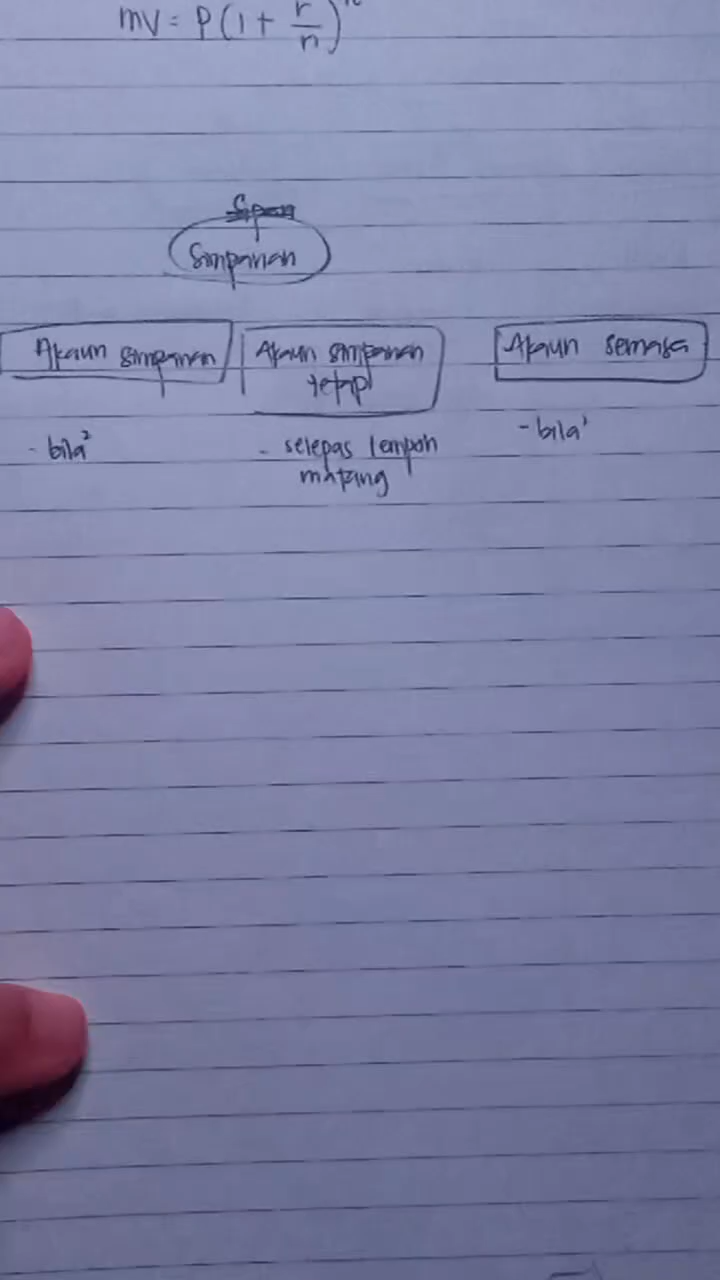 MV = P(1 + r/n)
Simpanan
Akaun simpanan
Akaun simpanan
tetap
Akaun semasa
- bila²
- selepas tempoh
matang
- bila²